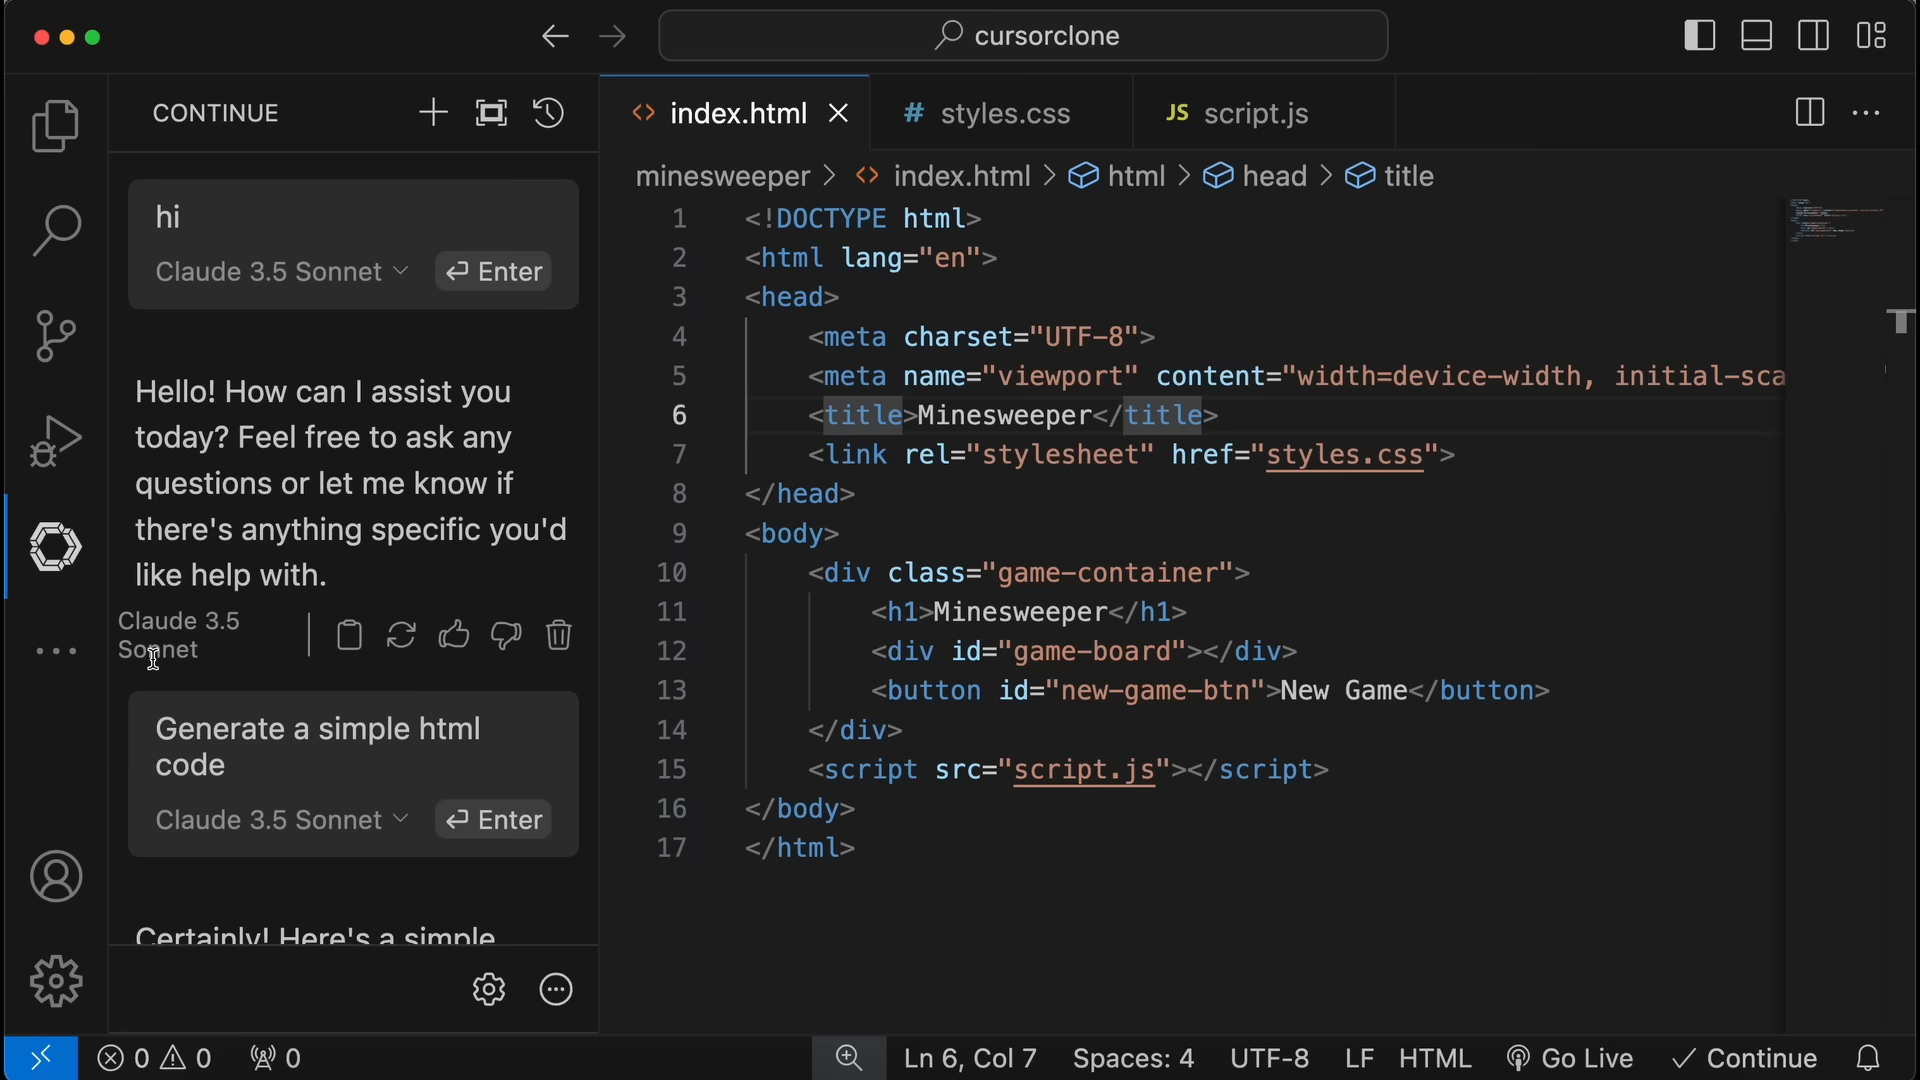 cursorclone
CONTINUE
hi
Claude 3.5 Sonnet
Enter
Hello! How can I assist you
today? Feel free to ask any
questions or let me know if
there's anything specific you'd
like help with.
Claude 3.5
Sonnet
Generate a simple html
code
Claude 3.5 Sonnet
Enter
Certainly! Here's a simple
index.html
# styles.css
JS script.js
minesweeper > <> index.html > html > head > title
1 <!DOCTYPE html>
2 <html lang="en">
3 <head>
4 <meta charset="UTF-8">
5 <meta name="viewport" content="width=device-width, initial-sca
6 <title>Minesweeper</title>
7 <link rel="stylesheet" href="styles.css">
8 </head>
9 <body>
10 <div class="game-container">
11 <h1>Minesweeper</h1>
12 <div id="game-board"></div>
13 <button id="new-game-btn">New Game</button>
14 </div>
15 <script src="script.js"></script>
16 </body>
17 </html>
0 0 0
Ln 6, Col 7 Spaces: 4 UTF-8 LF HTML Go Live Continue